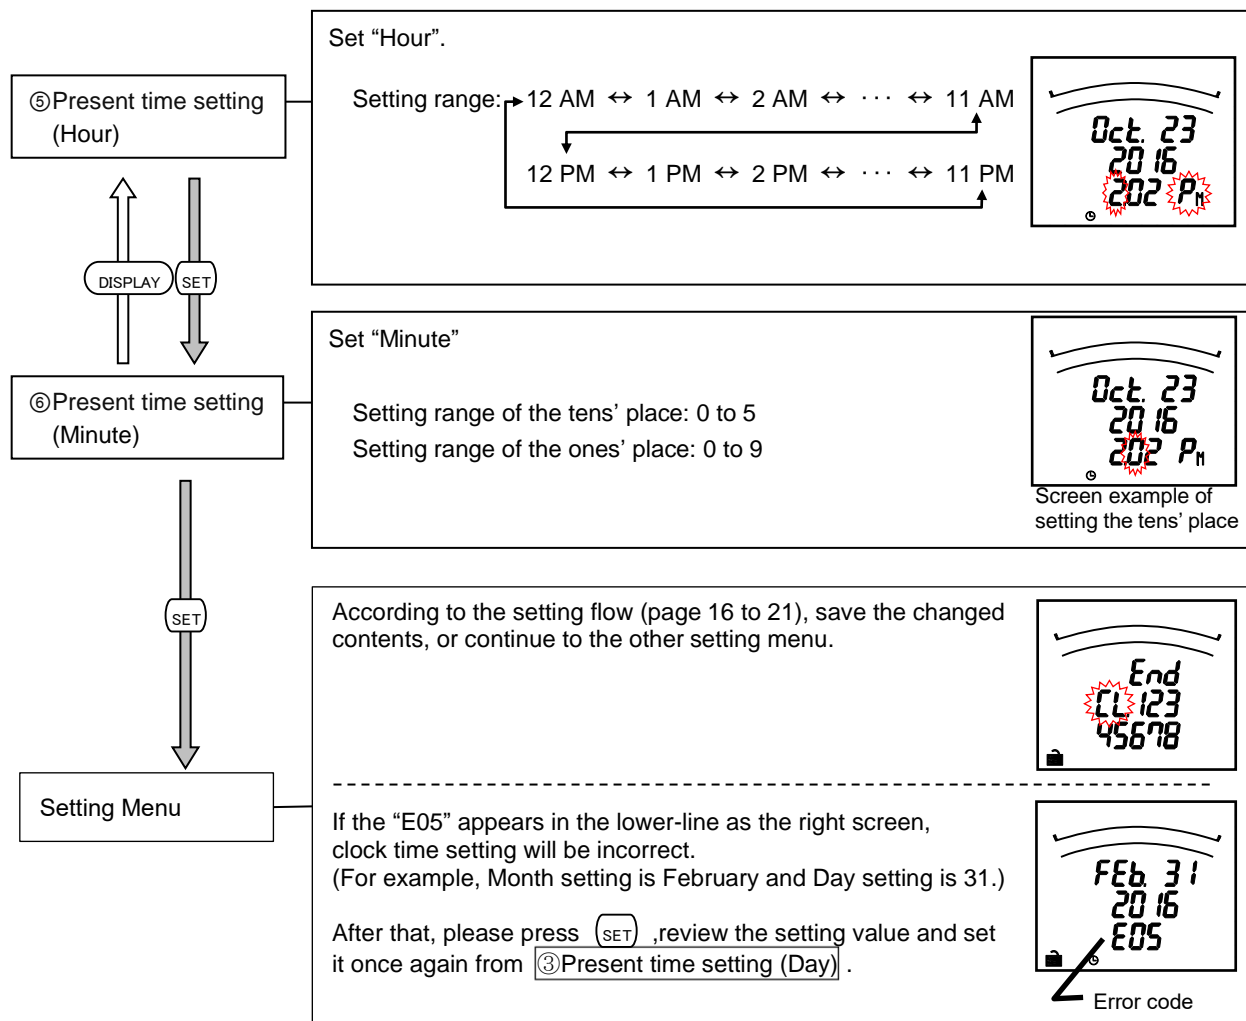 Set “Hour”.
⑤Present time setting
(Hour)
Setting range: 12 AM ↔ 1 AM ↔ 2 AM ↔ ··· ↔ 11 AM
12 PM ↔ 1 PM ↔ 2 PM ↔ ··· ↔ 11 PM
Oct. 23
2016
202 PM
DISPLAY SET
Set “Minute”
⑥Present time setting
(Minute)
Setting range of the tens’ place: 0 to 5
Setting range of the ones’ place: 0 to 9
Oct. 23
2016
202 PM
Screen example of
setting the tens’ place
SET
According to the setting flow (page 16 to 21), save the changed
contents, or continue to the other setting menu.
End
CL.123
45678
Setting Menu
If the “E05” appears in the lower-line as the right screen,
clock time setting will be incorrect.
(For example, Month setting is February and Day setting is 31.)
After that, please press SET ,review the setting value and set
it once again from ③Present time setting (Day) .
FEb. 31
2016
E05
Error code